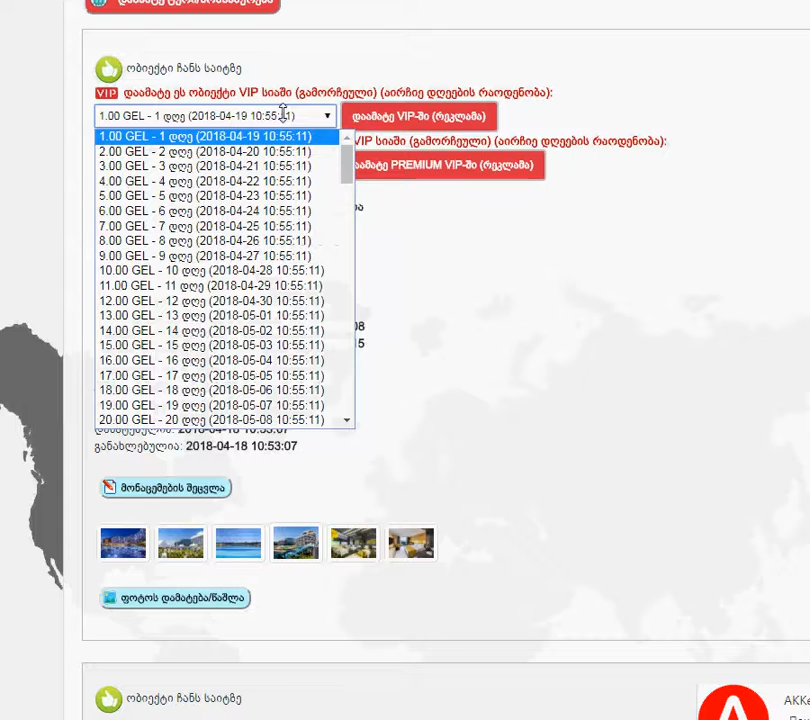 დაამატე ტური/მომსახურება
ობიექტი ჩანს საიტზე
VIP დაამატე ეს ობიექტი VIP სიაში (გამორჩეული) (აირჩიე დღეების რაოდენობა):
1.00 GEL - 1 დღე (2018-04-19 10:55:11)
დაამატე VIP-ში (რეკლამა)
1.00 GEL - 1 დღე (2018-04-19 10:55:11)
VIP სიაში (გამორჩეული) (აირჩიე დღეების რაოდენობა):
2.00 GEL - 2 დღე (2018-04-20 10:55:11)
3.00 GEL - 3 დღე (2018-04-21 10:55:11)
აამატე PREMIUM VIP-ში (რეკლამა)
4.00 GEL - 4 დღე (2018-04-22 10:55:11)
5.00 GEL - 5 დღე (2018-04-23 10:55:11)
6.00 GEL - 6 დღე (2018-04-24 10:55:11)
7.00 GEL - 7 დღე (2018-04-25 10:55:11)
8.00 GEL - 8 დღე (2018-04-26 10:55:11)
9.00 GEL - 9 დღე (2018-04-27 10:55:11)
10.00 GEL - 10 დღე (2018-04-28 10:55:11)
11.00 GEL - 11 დღე (2018-04-29 10:55:11)
12.00 GEL - 12 დღე (2018-04-30 10:55:11)
13.00 GEL - 13 დღე (2018-05-01 10:55:11)
14.00 GEL - 14 დღე (2018-05-02 10:55:11)
08
15.00 GEL - 15 დღე (2018-05-03 10:55:11)
15
16.00 GEL - 16 დღე (2018-05-04 10:55:11)
17.00 GEL - 17 დღე (2018-05-05 10:55:11)
18.00 GEL - 18 დღე (2018-05-06 10:55:11)
19.00 GEL - 19 დღე (2018-05-07 10:55:11)
20.00 GEL - 20 დღე (2018-05-08 10:55:11)
განახლებულია: 2018-04-18 10:53:07
მონაცემების შეცვლა
ფოტოს დამატება/წაშლა
ობიექტი ჩანს საიტზე